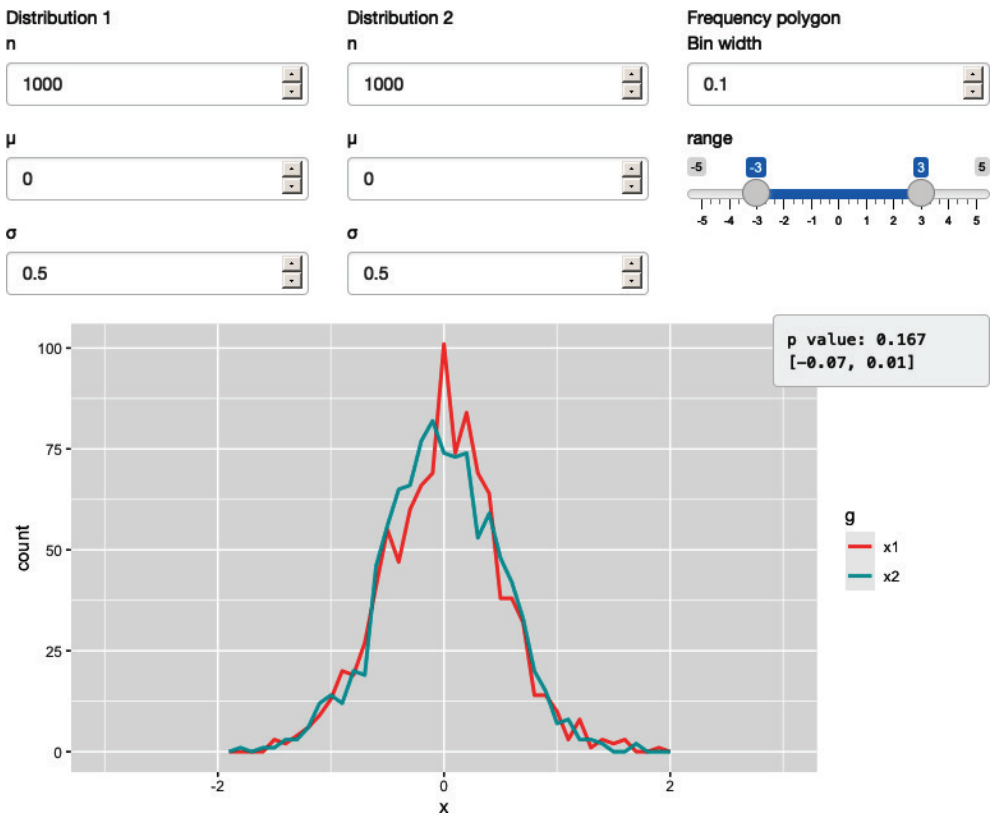 Distribution 1
n
1000
μ
0
σ
0.5
Distribution 2
n
1000
μ
0
σ
0.5
Frequency polygon
Bin width
0.1
range
-5 -3 3 5
-5 -4 -3 -2 -1 0 1 2 3 4 5
p value: 0.167
[-0.07, 0.01]
100
75
50
25
0
count
-2 0 2
x
g
x1
x2